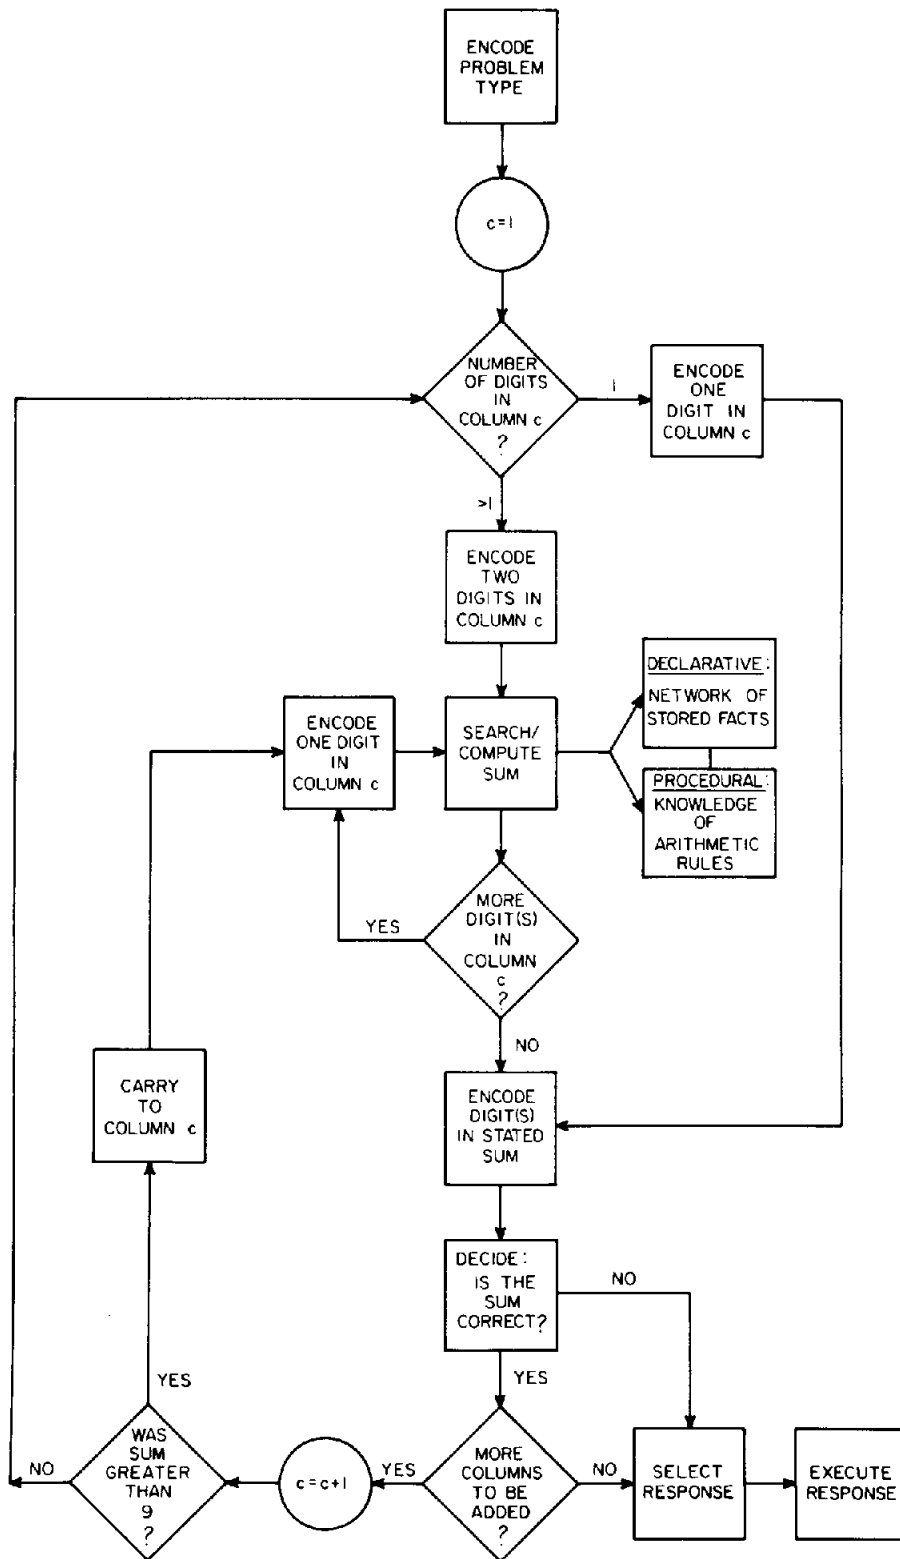 ENCODE
PROBLEM
TYPE
c=1
NUMBER
OF DIGITS
IN
COLUMN c
?
1
ENCODE
ONE
DIGIT IN
COLUMN c
>1
ENCODE
TWO
DIGITS IN
COLUMN c
DECLARATIVE:
NETWORK OF
STORED FACTS
ENCODE
ONE DIGIT
IN
COLUMN c
SEARCH/
COMPUTE
SUM
PROCEDURAL:
KNOWLEDGE
OF
ARITHMETIC
RULES
MORE
DIGIT(S)
IN
COLUMN
c
?
YES
NO
CARRY
TO
COLUMN c
ENCODE
DIGIT(S)
IN STATED
SUM
DECIDE:
IS THE
SUM
CORRECT?
NO
YES
YES
WAS
SUM
GREATER
THAN
9
?
NO
c=c+1
YES
MORE
COLUMNS
TO BE
ADDED
?
NO
SELECT
RESPONSE
EXECUTE
RESPONSE